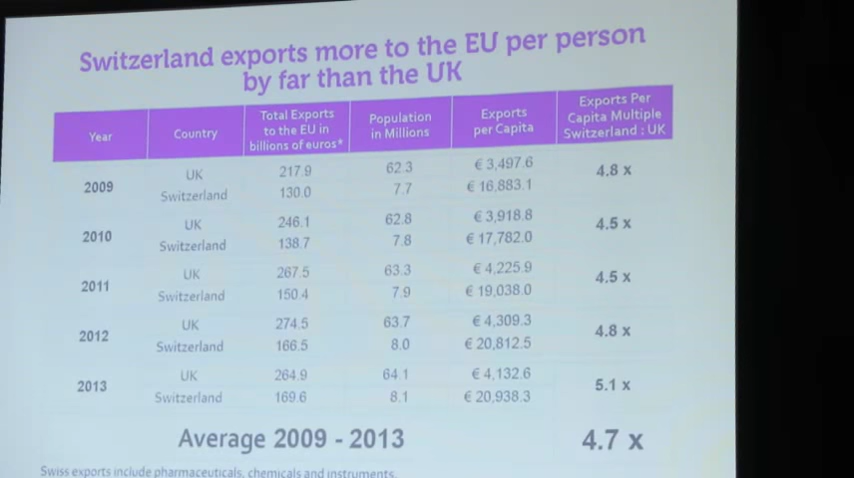 Switzerland exports more to the EU per person
by far than the UK
Year Country Total Exports to the EU in billions of euros* Population in Millions Exports per Capita Exports Per Capita Multiple Switzerland : UK
2009 UK 217.9 62.3 € 3,497.6 4.8 x
Switzerland 130.0 7.7 € 16,883.1
2010 UK 246.1 62.8 € 3,918.8 4.5 x
Switzerland 138.7 7.8 € 17,782.0
2011 UK 267.5 63.3 € 4,225.9 4.5 x
Switzerland 150.4 7.9 € 19,038.0
2012 UK 274.5 63.7 € 4,309.3 4.8 x
Switzerland 166.5 8.0 € 20,812.5
2013 UK 264.9 64.1 € 4,132.6 5.1 x
Switzerland 169.6 8.1 € 20,938.3
Average 2009 - 2013 4.7 x
Swiss exports include pharmaceuticals, chemicals and instruments.